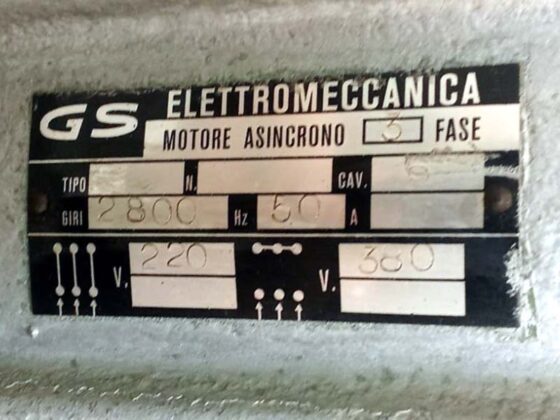 GS ELETTROMECCANICA
MOTORE ASINCRONO 3 FASE
TIPO N. CAV.
GIRI 2800 Hz 50 A
V. 220 V. 380